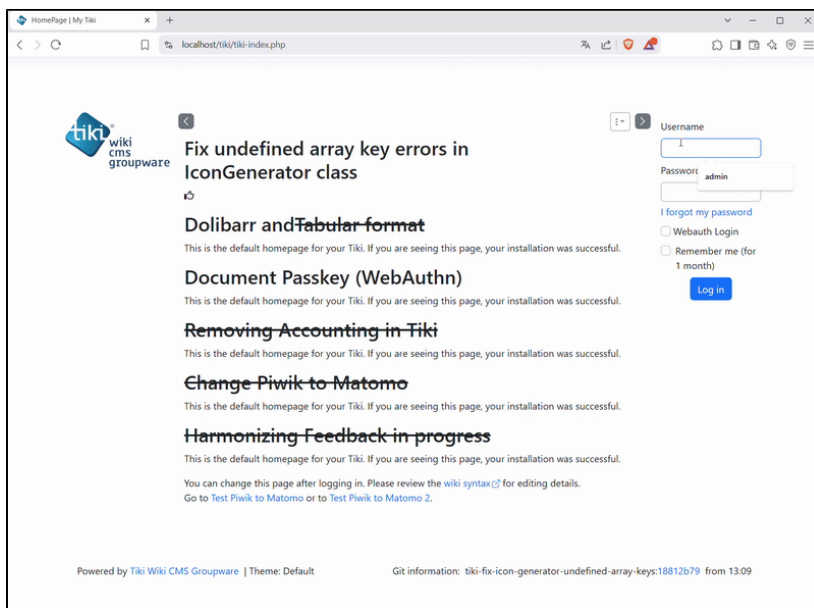 HomePage | My Tiki
localhost/tiki/tiki-index.php
tiki
wiki
cms
groupware
Fix undefined array key errors in
IconGenerator class
Dolibarr and Tabular format
This is the default homepage for your Tiki. If you are seeing this page, your installation was successful.
Document Passkey (WebAuthn)
This is the default homepage for your Tiki. If you are seeing this page, your installation was successful.
Removing Accounting in Tiki
This is the default homepage for your Tiki. If you are seeing this page, your installation was successful.
Change Piwik to Matomo
This is the default homepage for your Tiki. If you are seeing this page, your installation was successful.
Harmonizing Feedback in progress
This is the default homepage for your Tiki. If you are seeing this page, your installation was successful.
You can change this page after logging in. Please review the wiki syntax for editing details.
Go to Test Piwik to Matomo or to Test Piwik to Matomo 2.
Username
admin
Password
I forgot my password
Webauth Login
Remember me (for
1 month)
Log in
Powered by Tiki Wiki CMS Groupware | Theme: Default
Git information: tiki-fix-icon-generator-undefined-array-keys:18812b79 from 13:09